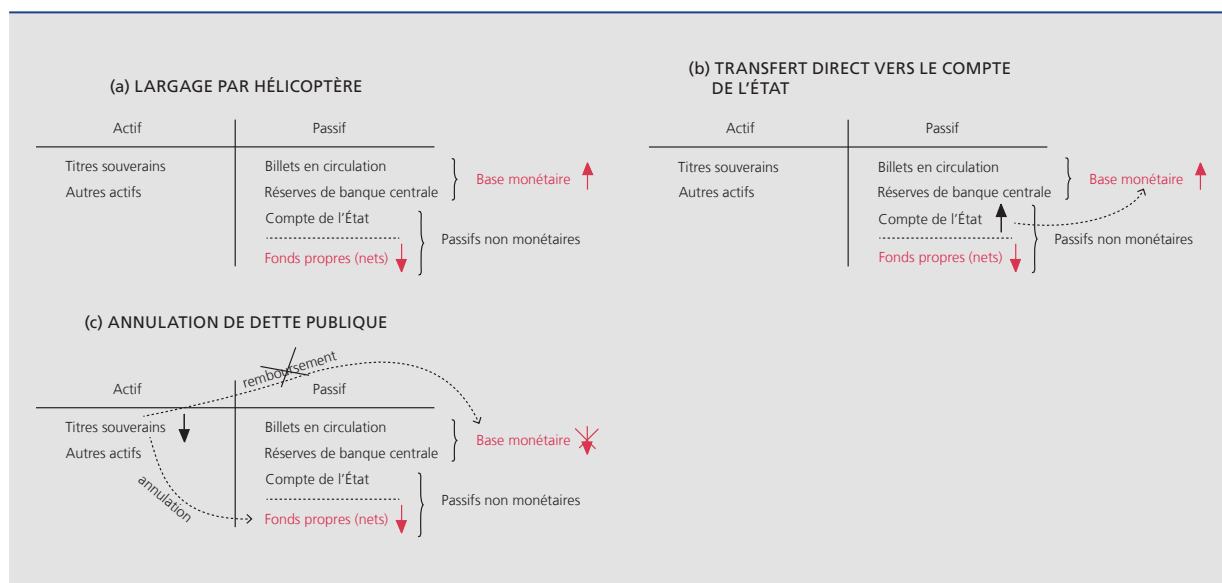 (a) LARGAGE PAR HÉLICOPTÈRE
Actif Passif
Titres souverains Billets en circulation
Autres actifs Réserves de banque centrale
Base monétaire
Compte de l’État
Fonds propres (nets)
Passifs non monétaires
(b) TRANSFERT DIRECT VERS LE COMPTE
DE L’ÉTAT
Actif Passif
Titres souverains Billets en circulation
Autres actifs Réserves de banque centrale
Base monétaire
Compte de l’État
Fonds propres (nets)
Passifs non monétaires
(c) ANNULATION DE DETTE PUBLIQUE
remboursement
Actif Passif
Titres souverains Billets en circulation
Autres actifs Réserves de banque centrale
Base monétaire
annulation
Compte de l’État
Fonds propres (nets)
Passifs non monétaires